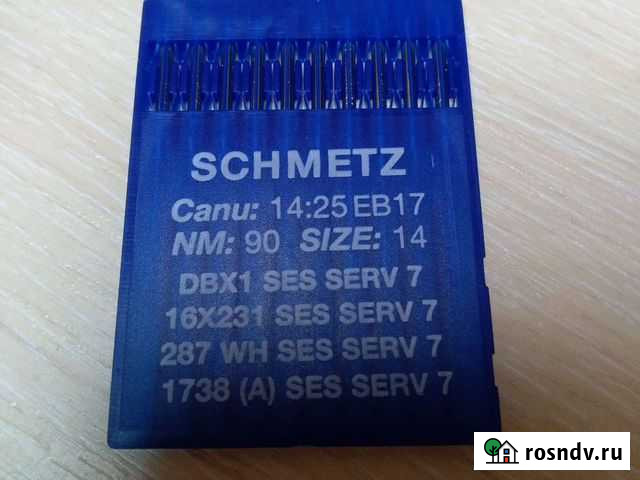 SCHMETZ
Canu: 14:25 EB17
NM: 90 SIZE: 14
DBX1 SES SERV 7
16X231 SES SERV 7
287 WH SES SERV 7
1738 (A) SES SERV 7
rosndv.ru